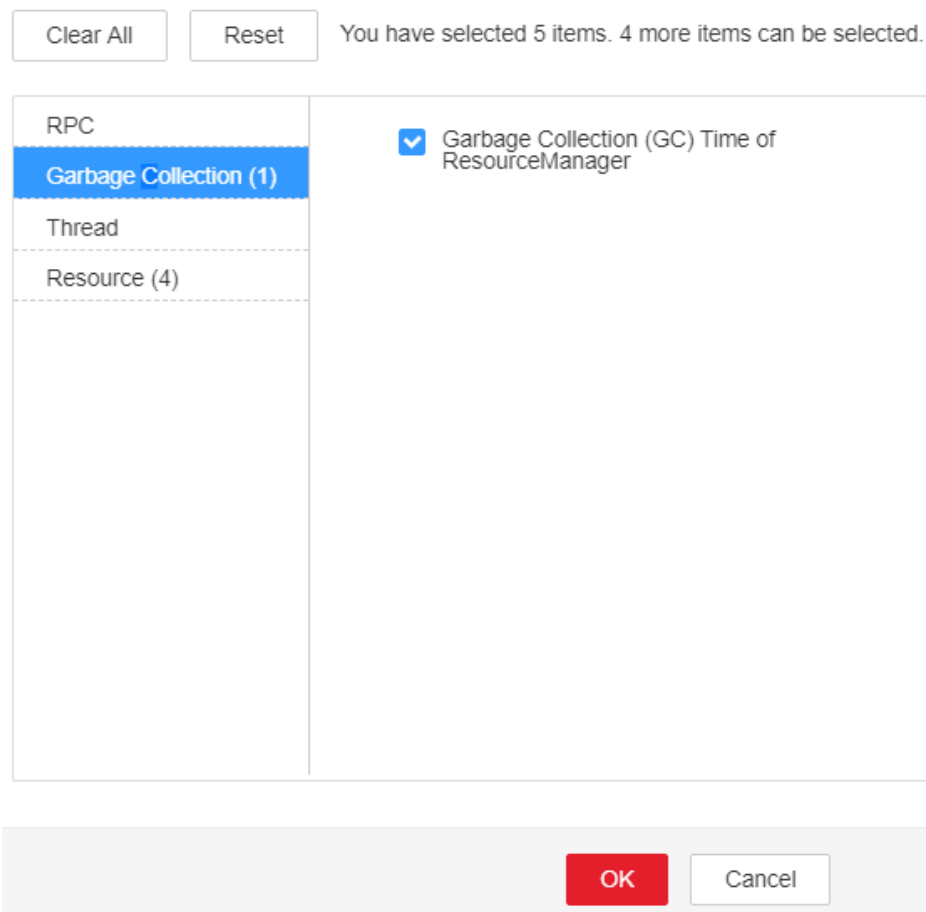 Clear All
Reset
You have selected 5 items. 4 more items can be selected.
RPC
Garbage Collection (1)
Thread
Resource (4)
Garbage Collection (GC) Time of
ResourceManager
OK
Cancel